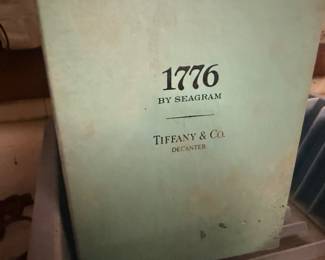 1776
BY SEAGRAM
TIFFANY & CO.
DECANTER